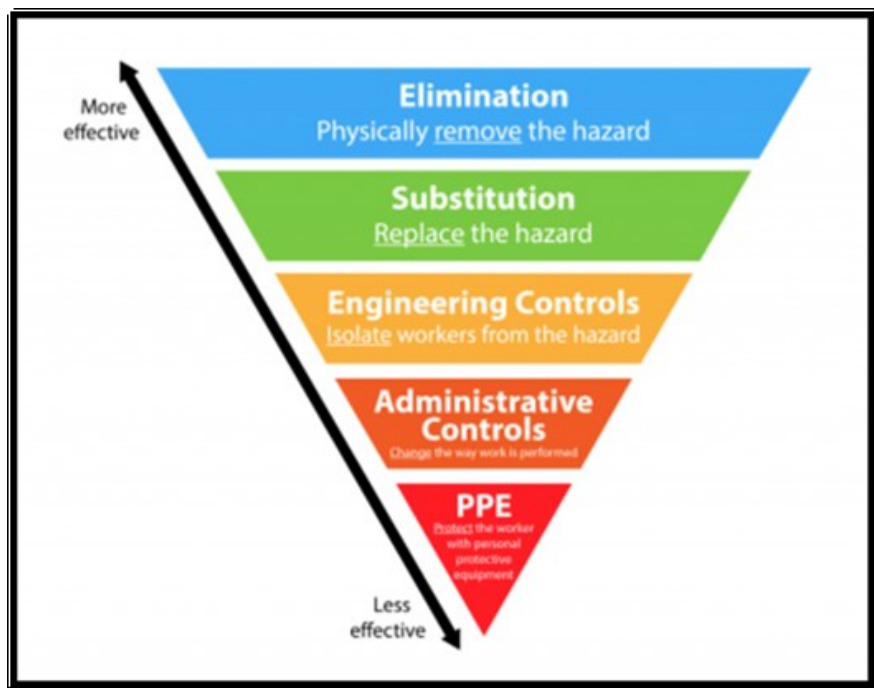 More
effective
Elimination
Physically remove the hazard
Substitution
Replace the hazard
Engineering Controls
Isolate workers from the hazard
Administrative
Controls
Change the way work is performed
PPE
Protect the worker
with personal
protective
equipment
Less
effective